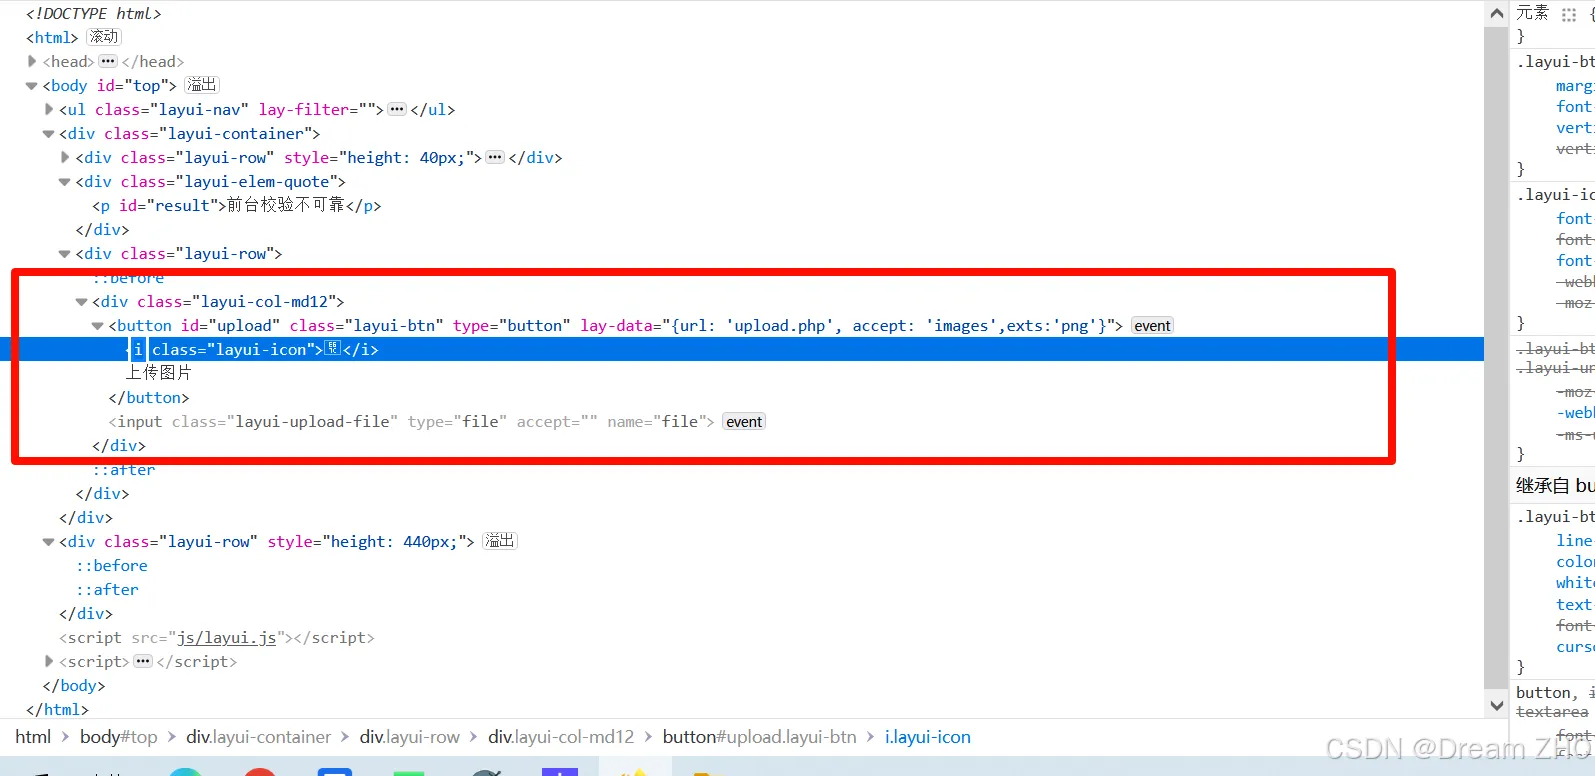 <!DOCTYPE html>
<html> 滚动
<head>•••</head>
<body id="top"> 溢出
<ul class="layui-nav" lay-filter="">•••</ul>
<div class="layui-container">
<div class="layui-row" style="height: 40px;">•••</div>
<div class="layui-elem-quote">
<p id="result">前台校验不可靠</p>
</div>
<div class="layui-row">
::before
<div class="layui-col-md12">
<button id="upload" class="layui-btn" type="button" lay-data="{url: 'upload.php', accept: 'images',exts:'png'}"> event
<i class="layui-icon"></i>
上传图片
</button>
<input class="layui-upload-file" type="file" accept="" name="file"> event
</div>
::after
</div>
</div>
<div class="layui-row" style="height: 440px;"> 溢出
::before
::after
</div>
<script src="js/layui.js"></script>
<script>•••</script>
</body>
</html>
html > body#top > div.layui-container > div.layui-row > div.layui-col-md12 > button#upload.layui-btn > i.layui-icon
元素 {
}
.layui-bt
marg
font
vert
vert
}
.layui-ic
font
font
font
-web
-moz
}
.layui-bt
.layui-un
-moz
-web
-ms-
}
继承自 bu
.layui-bt
line
colo
whit
text
font
curs
}
button, i
textarea
font
CSDN @Dream ZHO